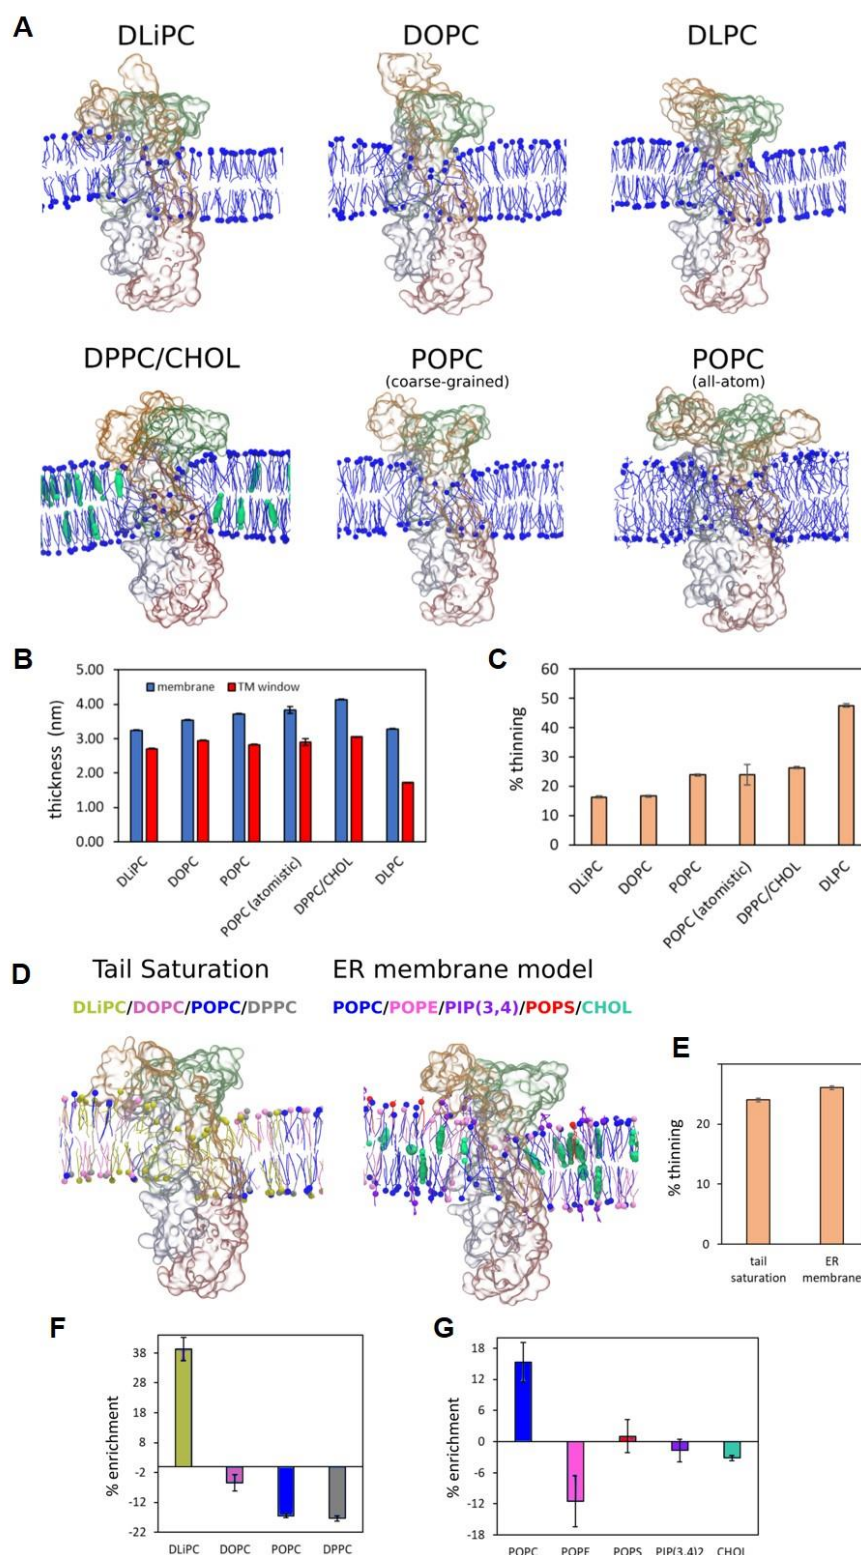 A
DLiPC
DOPC
DLPC
DPPC/CHOL
POPC
(coarse-grained)
POPC
(all-atom)
B
thickness (nm)
5.00
4.00
3.00
2.00
1.00
0.00
membrane
TM window
DLiPC
DOPC
POPC
POPC (atomistic)
DPPC/CHOL
DLPC
C
% thinning
60
50
40
30
20
10
0
DLiPC
DOPC
POPC
POPC (atomistic)
DPPC/CHOL
DLPC
D
Tail Saturation
DLiPC/DOPC/POPC/DPPC
ER membrane model
POPC/POPE/PIP(3,4)/POPS/CHOL
E
% thinning
20
10
0
tail
saturation
ER
membrane
F
% enrichment
38
28
18
8
-2
-12
-22
DLiPC
DOPC
POPC
DPPC
G
% enrichment
18
12
6
0
-6
-12
-18
POPC
POPE
POPS
PIP(3,4)2
CHOL